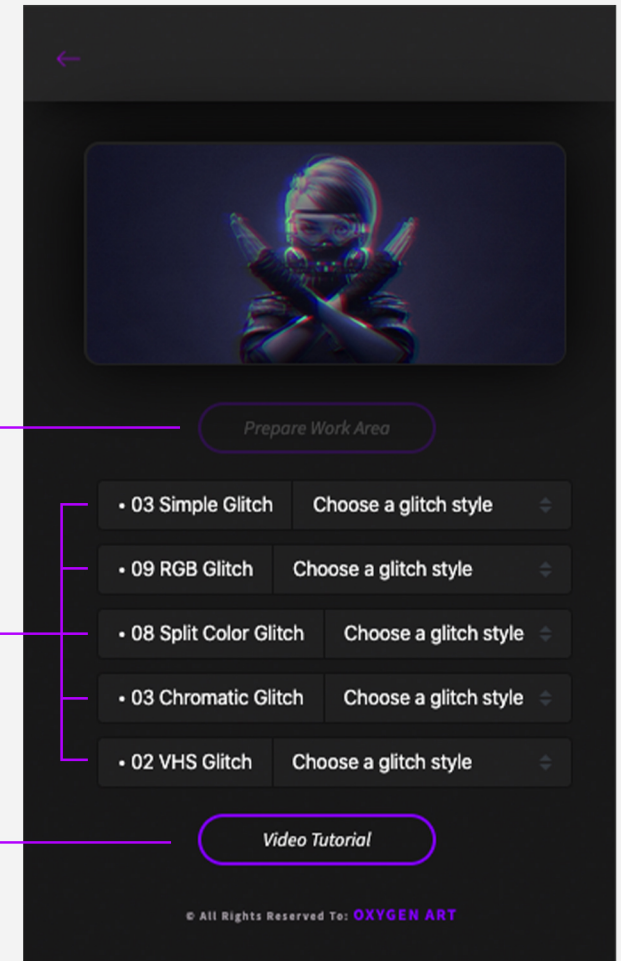 Prepare Work Area
• 03 Simple Glitch Choose a glitch style
• 09 RGB Glitch Choose a glitch style
• 08 Split Color Glitch Choose a glitch style
• 03 Chromatic Glitch Choose a glitch style
• 02 VHS Glitch Choose a glitch style
Video Tutorial
© All Rights Reserved To: OXYGEN ART